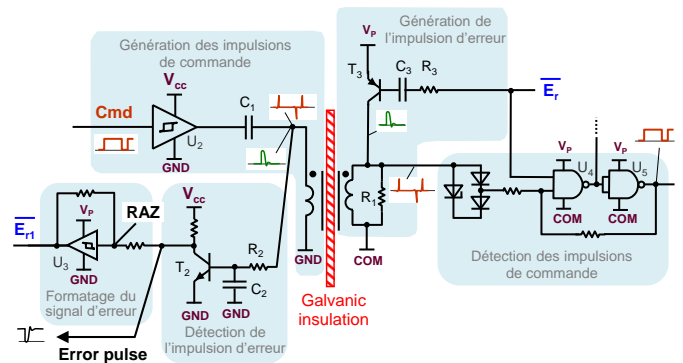 Génération des impulsions
de commande
Vcc
Cmd
U2
GND
C1
Génération de
l'impulsion d'erreur
VP
T3
C3
R3
Er
R1
COM
GND
VP
U4
COM
VP
U5
COM
Détection des impulsions
de commande
Er1
VP
RAZ
U3
GND
Formatage du
signal d'erreur
Vcc
T2
R2
C2
GND
GND
Détection de
l'impulsion d'erreur
Galvanic
insulation
Error pulse